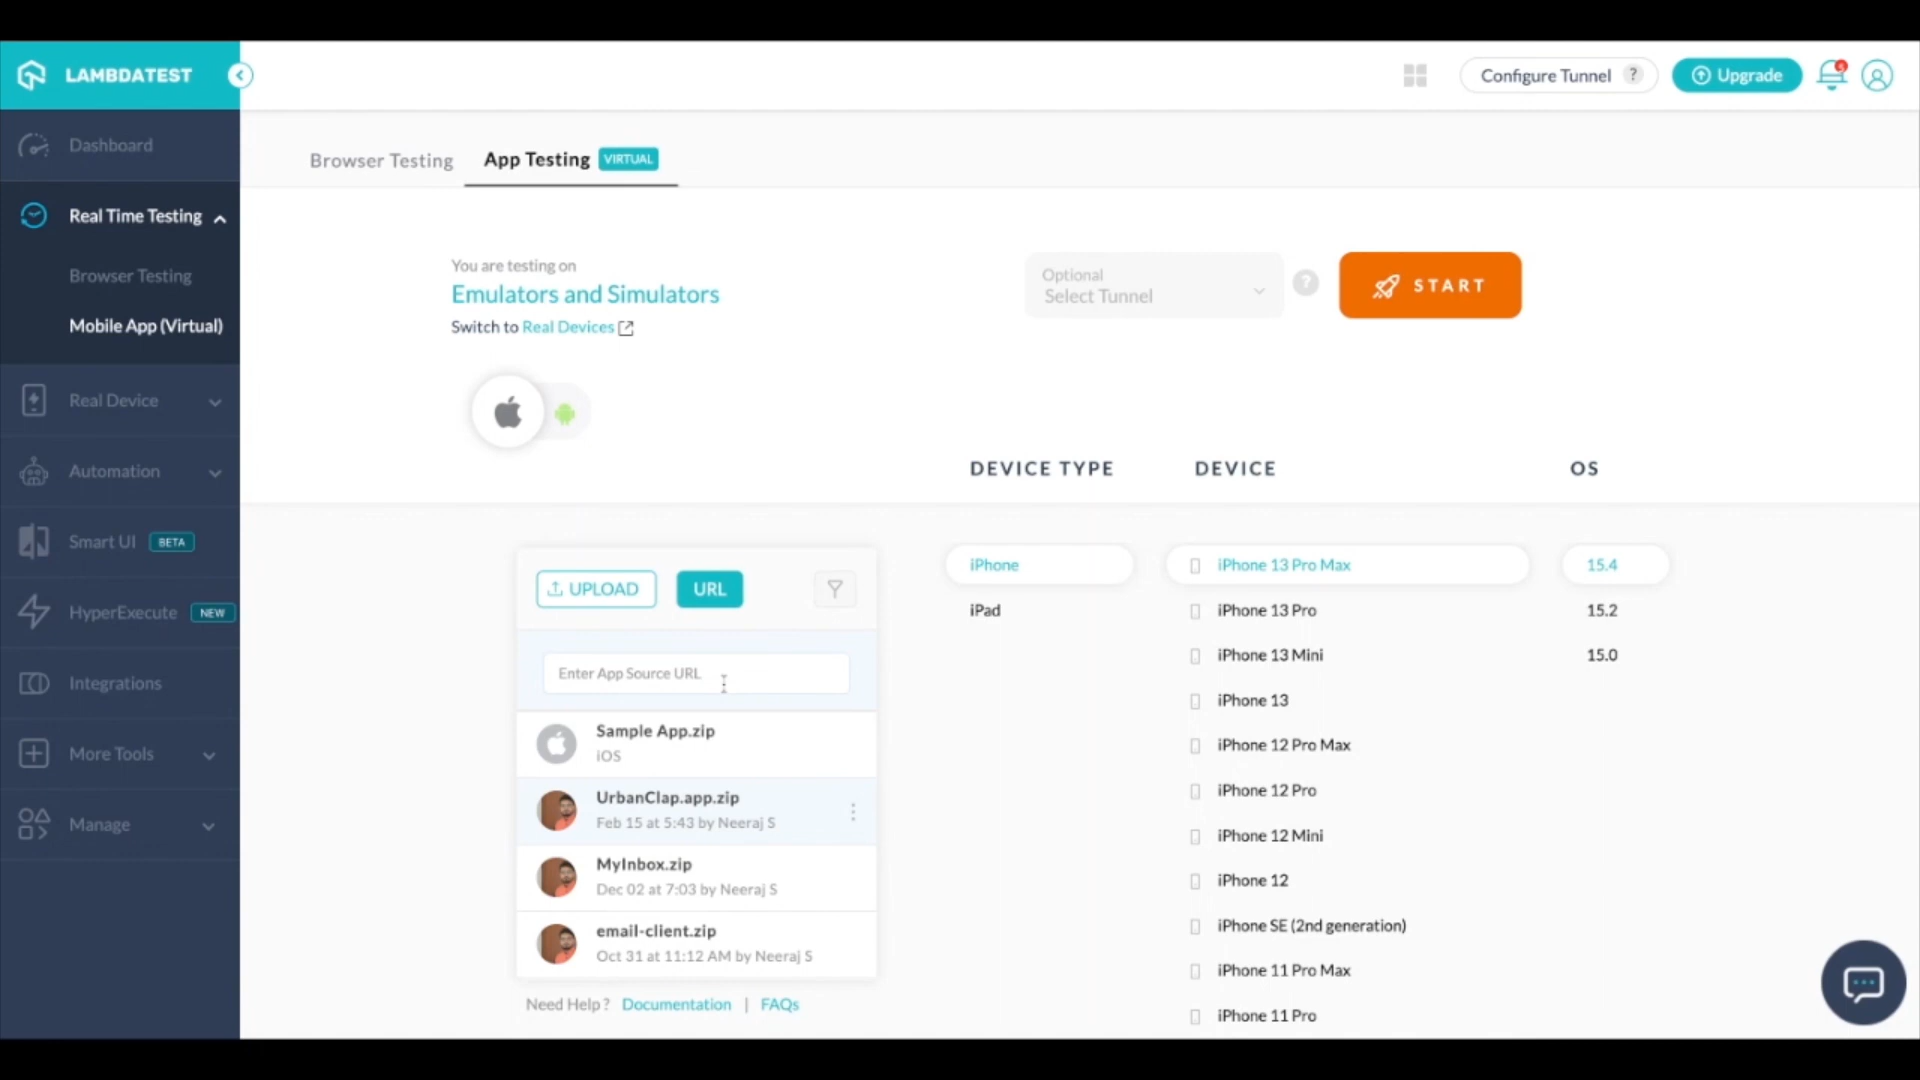 LAMBDATEST
Configure Tunnel ?
Upgrade
Dashboard
Real Time Testing
Browser Testing
Mobile App (Virtual)
Real Device
Automation
Smart UI BETA
HyperExecute NEW
Integrations
More Tools
Manage
Browser Testing
App Testing VIRTUAL
You are testing on
Emulators and Simulators
Switch to Real Devices
Optional
Select Tunnel
?
START
DEVICE TYPE
DEVICE
OS
UPLOAD
URL
Enter App Source URL
Sample App.zip
iOS
UrbanClap.app.zip
Feb 15 at 5:43 by Neeraj S
MyInbox.zip
Dec 02 at 7:03 by Neeraj S
email-client.zip
Oct 31 at 11:12 AM by Neeraj S
Need Help ? Documentation | FAQs
iPhone
iPad
iPhone 13 Pro Max
iPhone 13 Pro
iPhone 13 Mini
iPhone 13
iPhone 12 Pro Max
iPhone 12 Pro
iPhone 12 Mini
iPhone 12
iPhone SE (2nd generation)
iPhone 11 Pro Max
iPhone 11 Pro
15.4
15.2
15.0